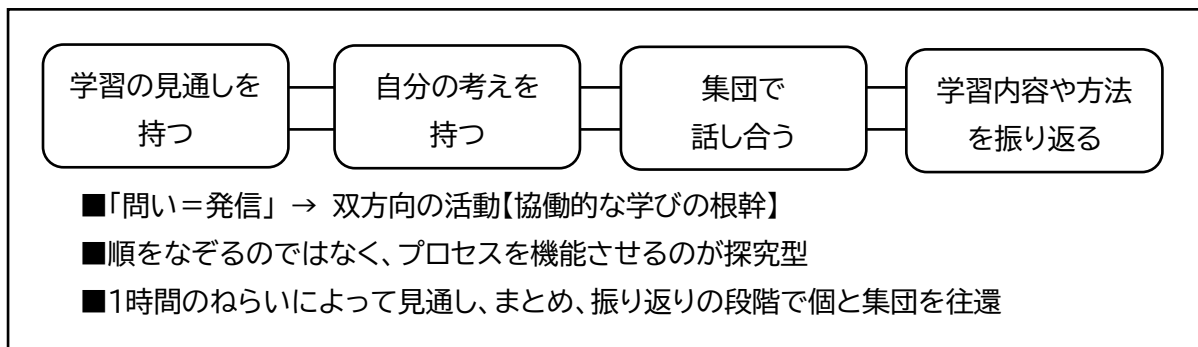 学習の見通しを
持つ
自分の考えを
持つ
集団で
話し合う
学習内容や方法
を振り返る
■「問い＝発信」 → 双方向の活動【協働的な学びの根幹】
■順をなぞるのではなく、プロセスを機能させるのが探究型
■1時間のねらいによって見通し、まとめ、振り返りの段階で個と集団を往還